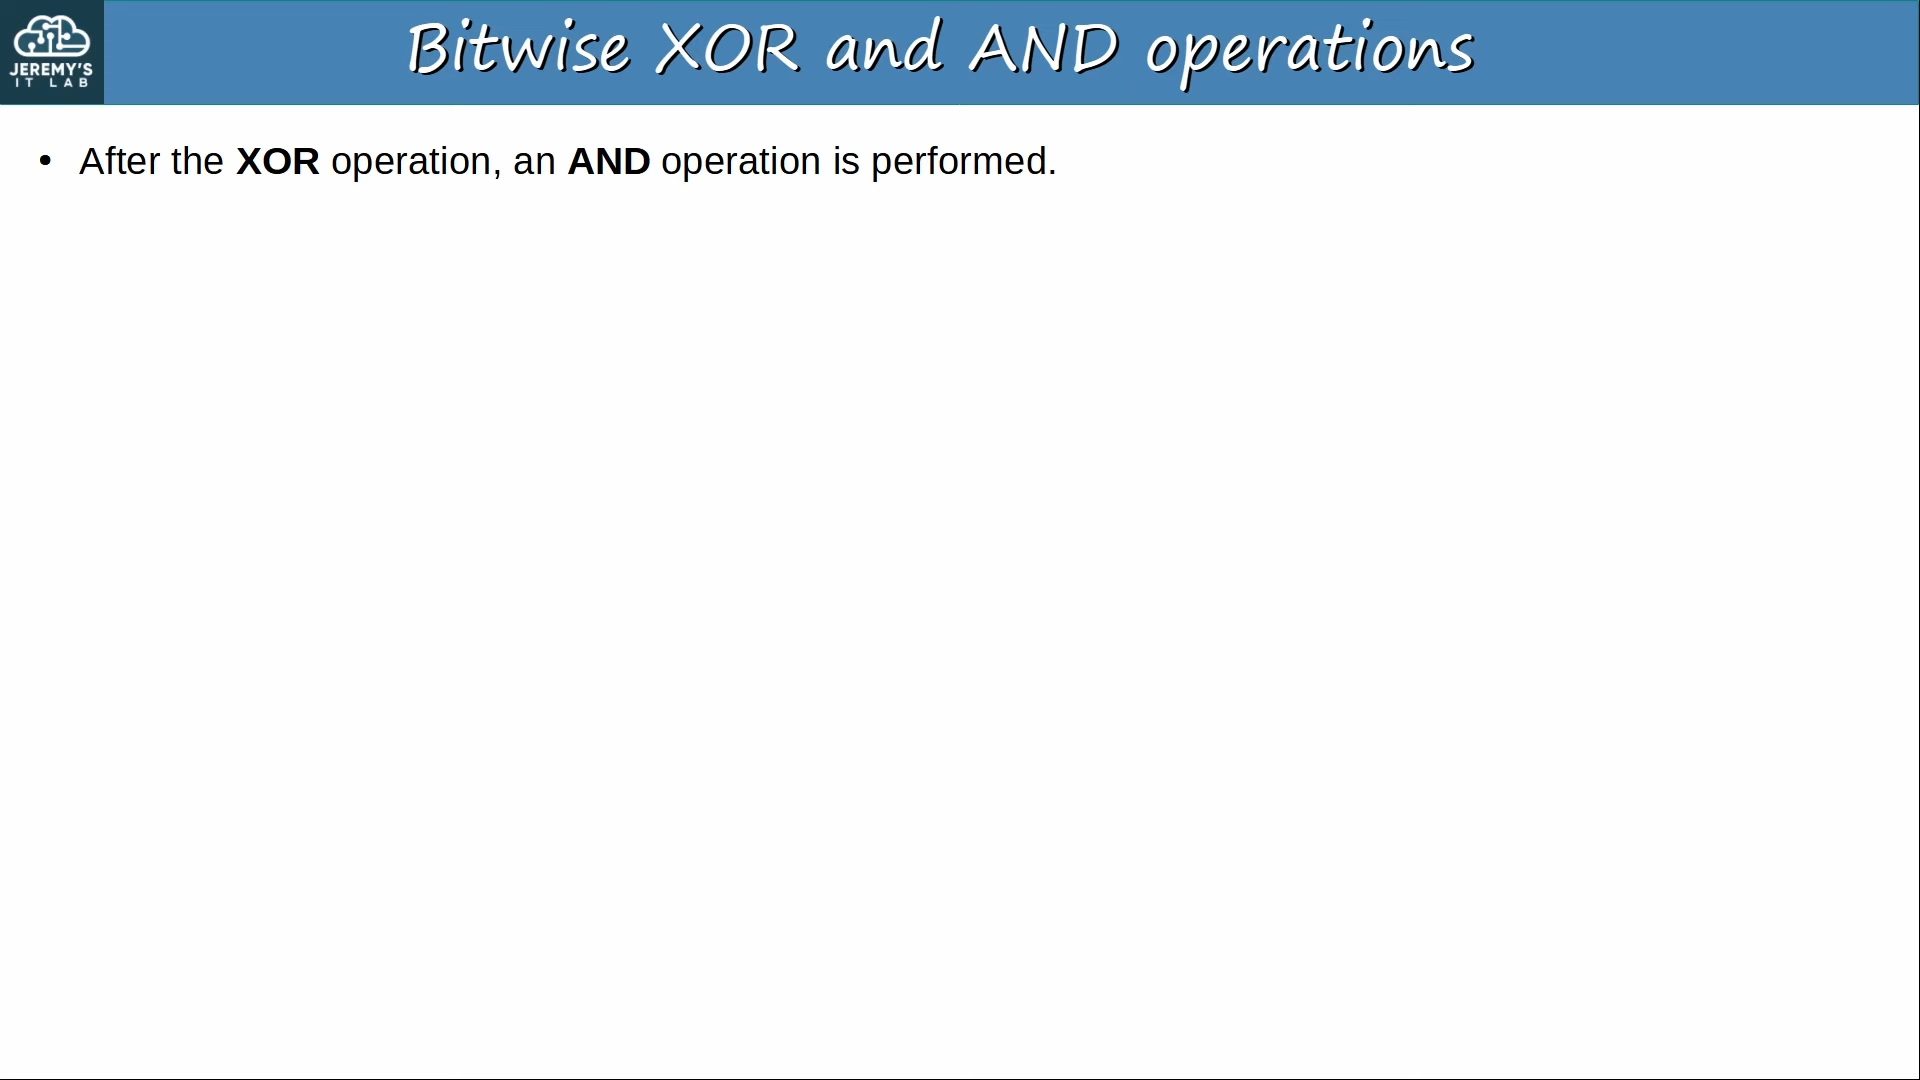 JEREMY'S
IT LAB
Bitwise XOR and AND operations
• After the XOR operation, an AND operation is performed.